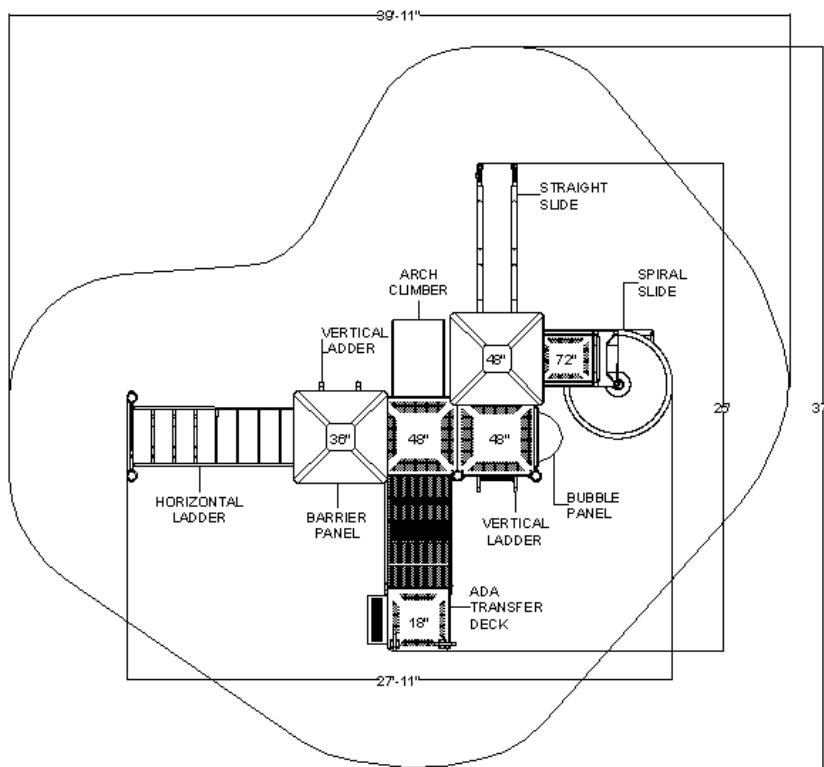 39'-11"
STRAIGHT
SLIDE
ARCH
CLIMBER
SPIRAL
SLIDE
VERTICAL
LADDER
48"
72"
36"
48"
48"
25'
HORIZONTAL
LADDER
BARRIER
PANEL
VERTICAL
LADDER
BUBBLE
PANEL
ADA
TRANSFER
DECK
18"
27'-11"